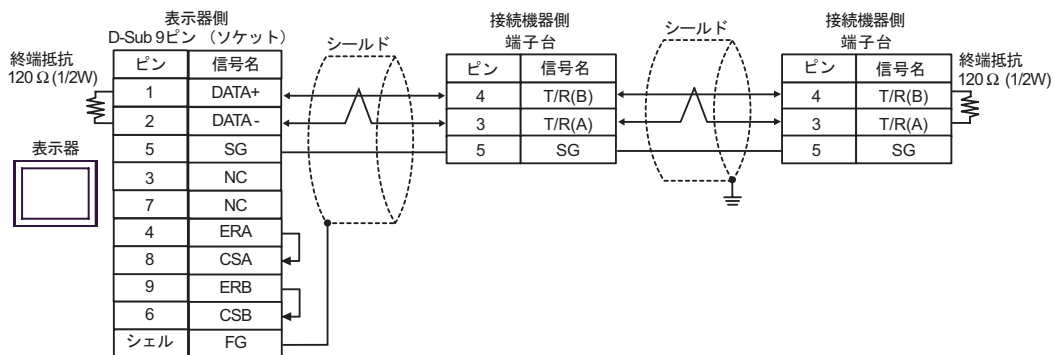 表示器側
D-Sub 9ピン (ソケット)
終端抵抗
120 Ω (1/2W)
ピン 信号名
1 DATA+
2 DATA-
5 SG
3 NC
7 NC
4 ERA
8 CSA
9 ERB
6 CSB
シェル FG
表示器
シールド
接続機器側
端子台
ピン 信号名
4 T/R(B)
3 T/R(A)
5 SG
シールド
接続機器側
端子台
ピン 信号名
4 T/R(B)
3 T/R(A)
5 SG
終端抵抗
120 Ω (1/2W)